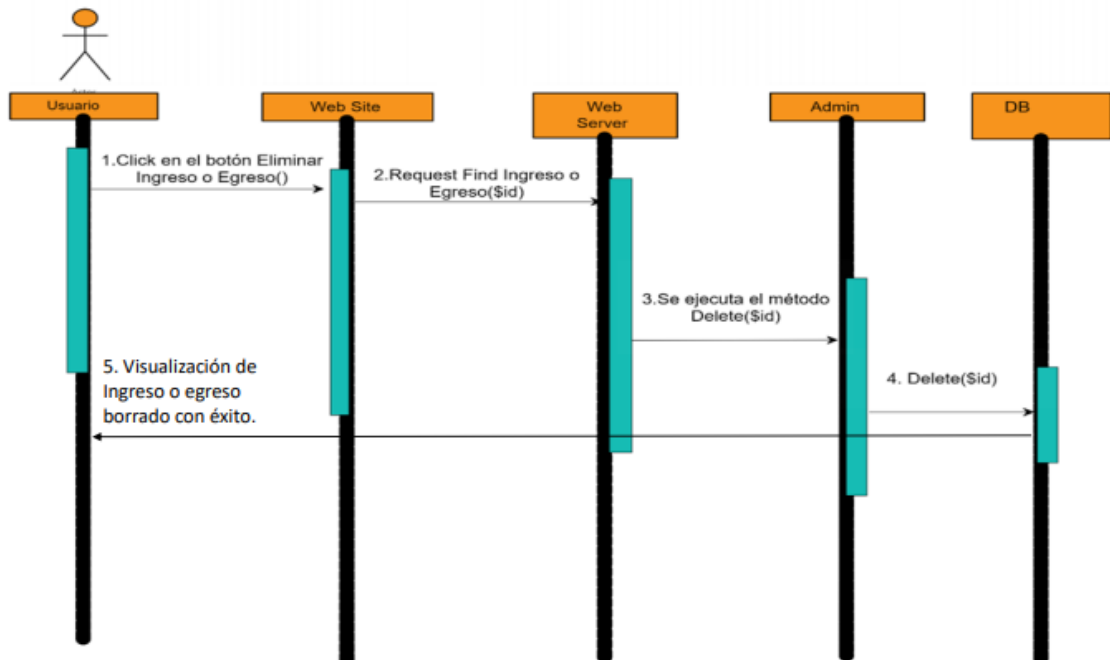 Usuario
Web Site
Web
Server
Admin
DB
1.Click en el botón Eliminar
Ingreso o Egreso()
2.Request Find Ingreso o
Egreso($id)
3.Se ejecuta el método
Delete($id)
4. Delete($id)
5. Visualización de
Ingreso o egreso
borrado con éxito.